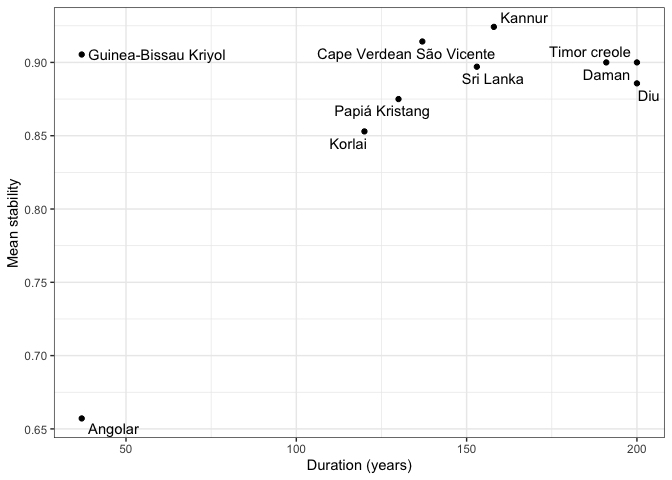 Kannur
Guinea-Bissau Kriyol
Cape Verdean São Vicente
Timor creole
Sri Lanka
Daman
Diu
Papiá Kristang
Korlai
Angolar
0.90
0.85
0.80
0.75
0.70
0.65
Mean stability
50
100
150
200
Duration (years)